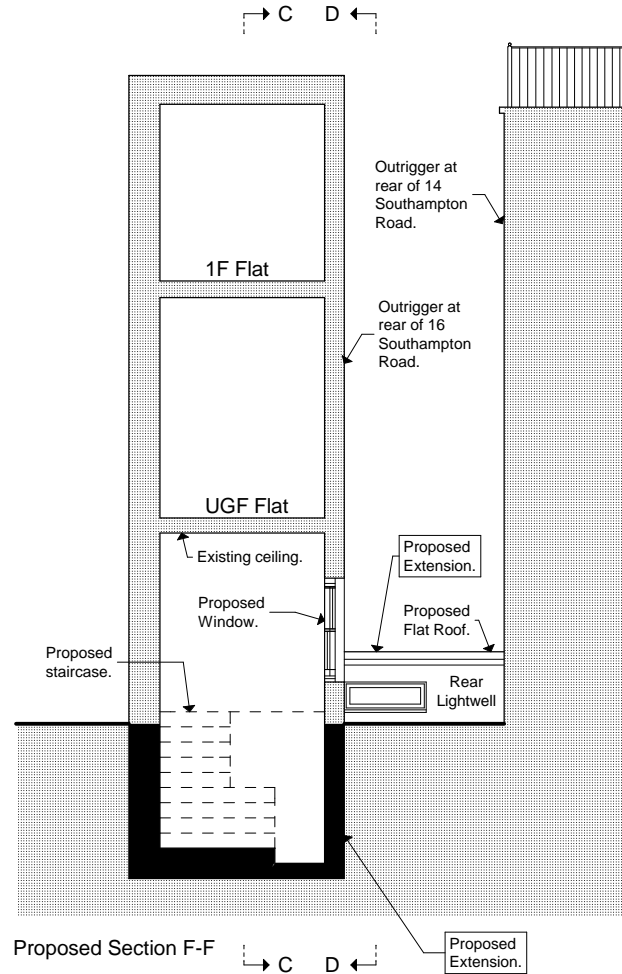 C D
Outrigger at
rear of 14
Southampton
Road.
1F Flat
Outrigger at
rear of 16
Southampton
Road.
UGF Flat
Existing ceiling.
Proposed
Extension.
Proposed
Window.
Proposed
Flat Roof.
Proposed
staircase.
Rear
Lightwell
Proposed Section F-F
C D
Proposed
Extension.